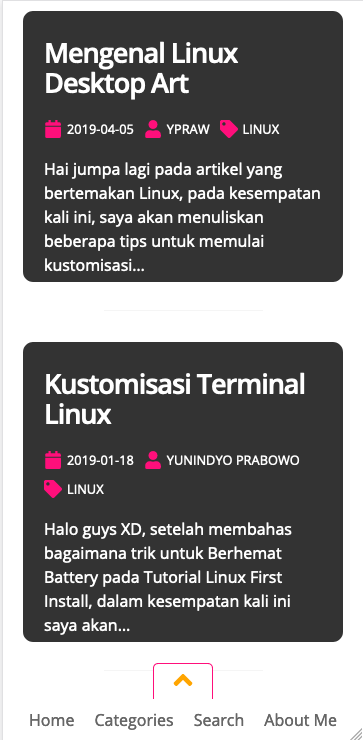 Mengenal Linux
Desktop Art
2019-04-05 YPRAW LINUX
Hai jumpa lagi pada artikel yang
bertemakan Linux, pada kesempatan
kali ini, saya akan menuliskan
beberapa tips untuk memulai
kustomisasi...
Kustomisasi Terminal
Linux
2019-01-18 YUNINDYO PRABOWO
LINUX
Halo guys XD, setelah membahas
bagaimana trik untuk Berhemat
Battery pada Tutorial Linux First
Install, dalam kesempatan kali ini
saya akan...
Home Categories Search About Me